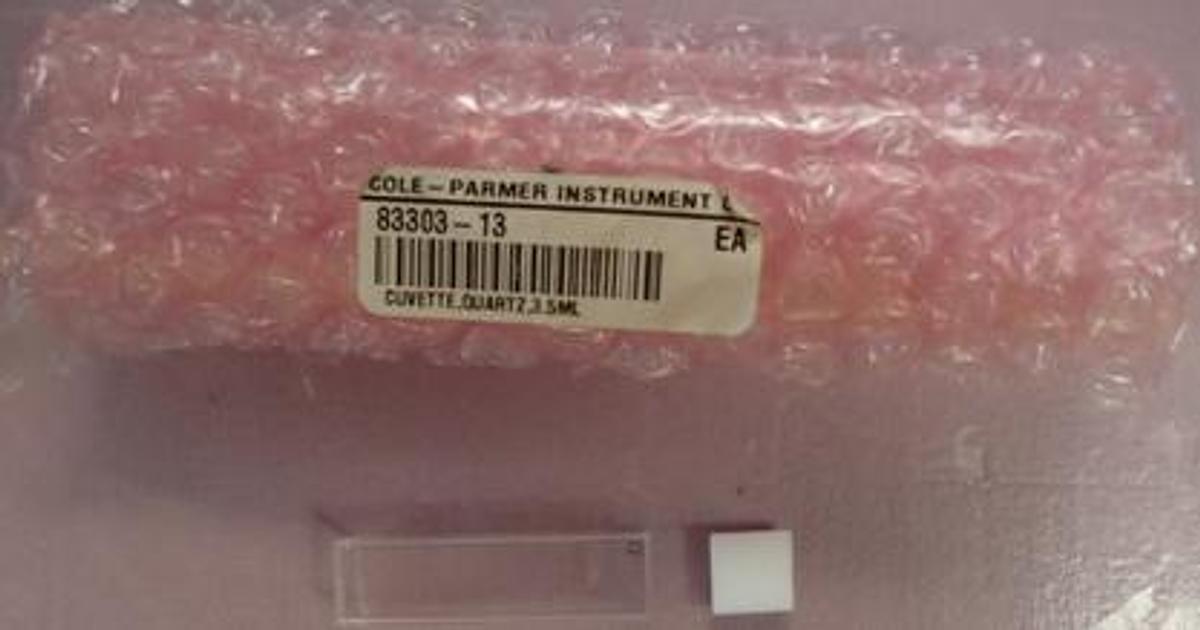 COLE-PARMER INSTRUMENT
83303-13
EA
CUVETTE,QUARTZ,3.5ML